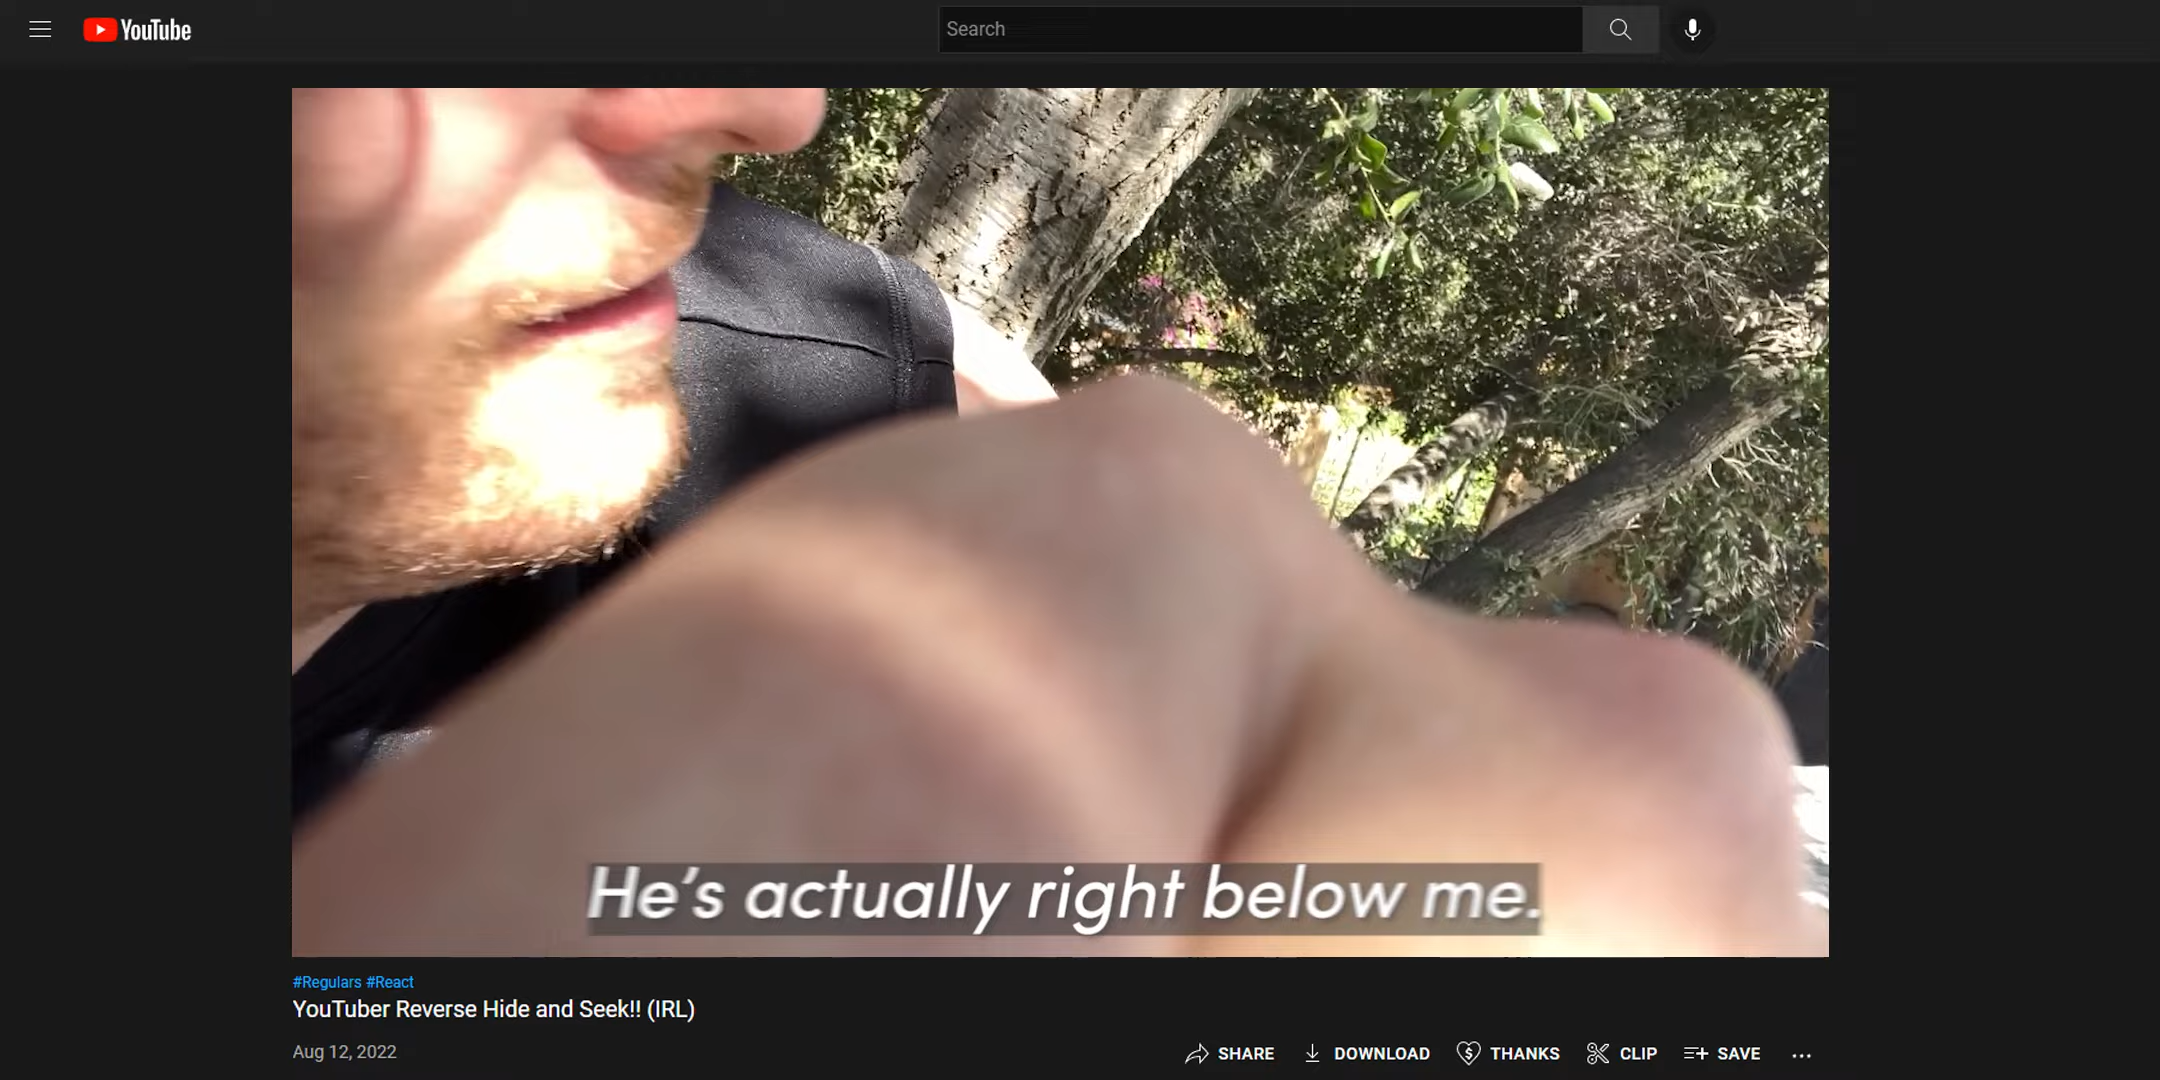 YouTube
Search
He's actually right below me.
#Regulars #React
YouTuber Reverse Hide and Seek!! (IRL)
Aug 12, 2022
SHARE
DOWNLOAD
THANKS
CLIP
SAVE